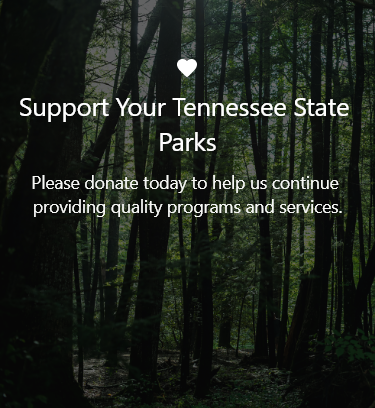 Support Your Tennessee State
Parks
Please donate today to help us continue
providing quality programs and services.